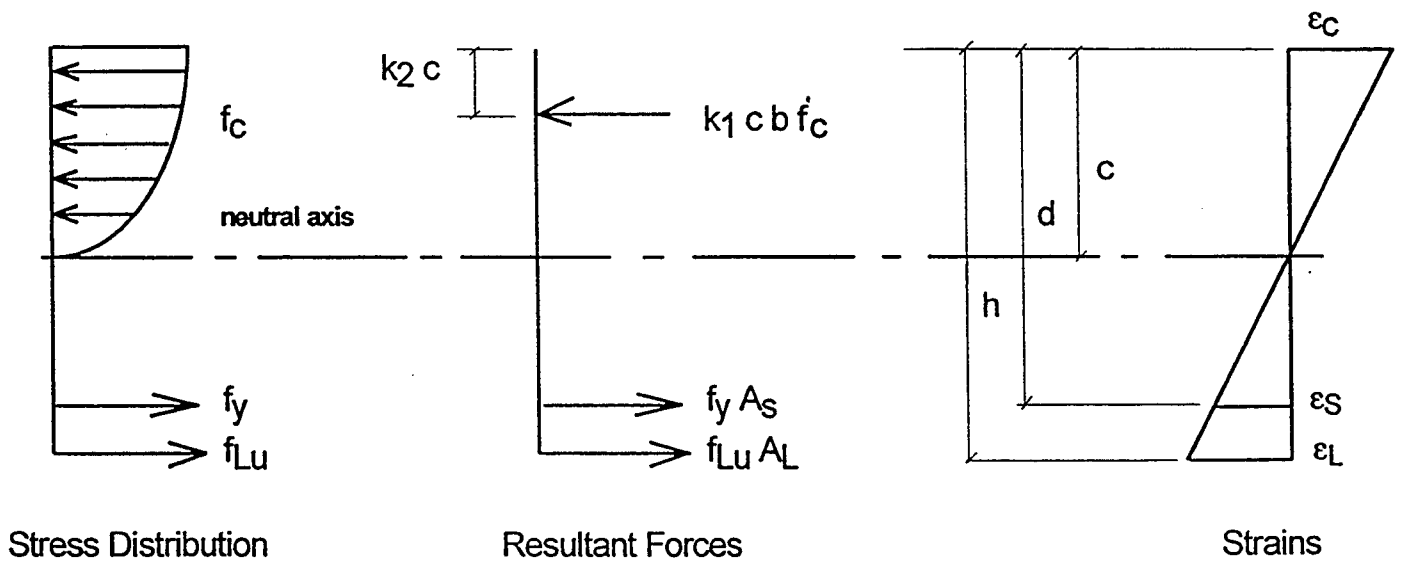 εC
k2 c
fc
k1 c b f'c
c
neutral axis
d
h
fy
fy As
εS
fLu
fLu AL
εL
Stress Distribution
Resultant Forces
Strains